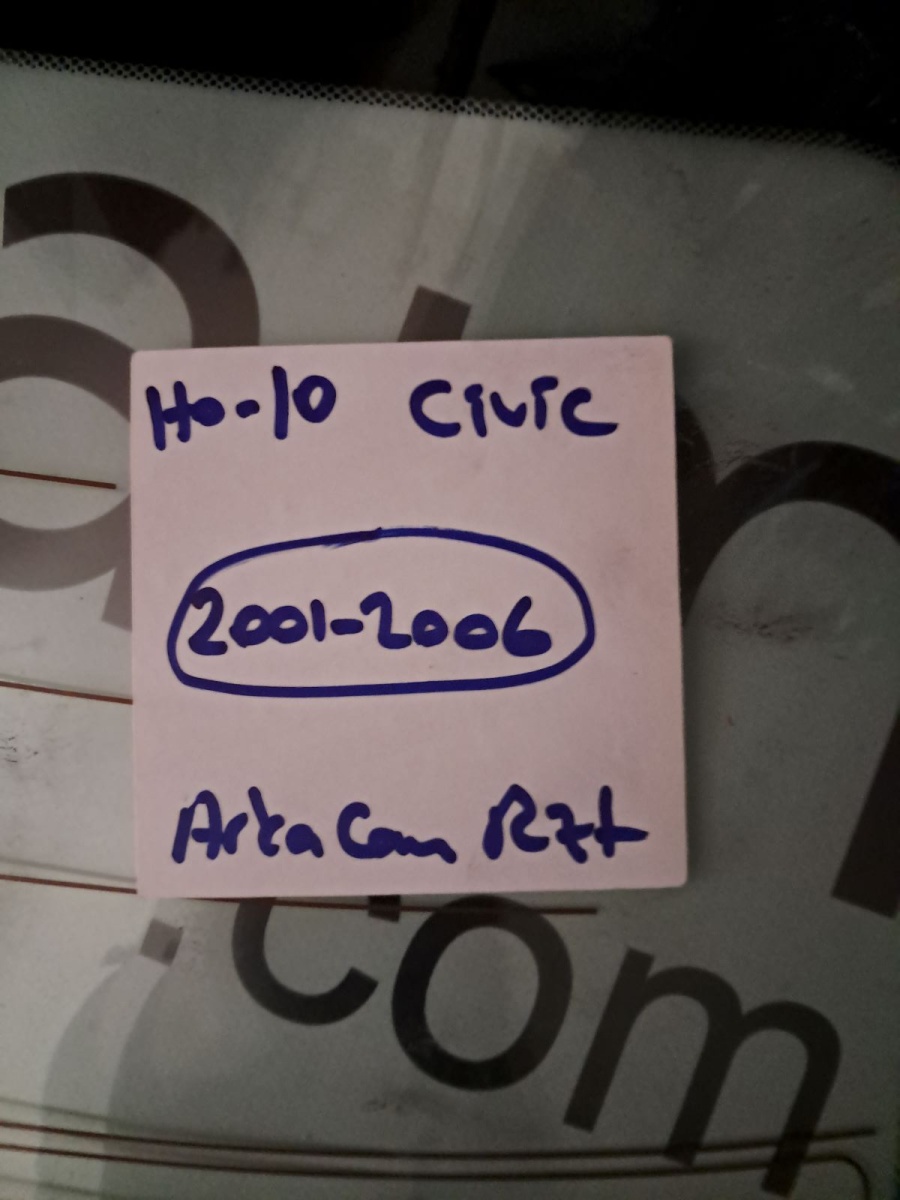 Ho-10 Civic
2001-2006
Arka Cam Rzt
.com